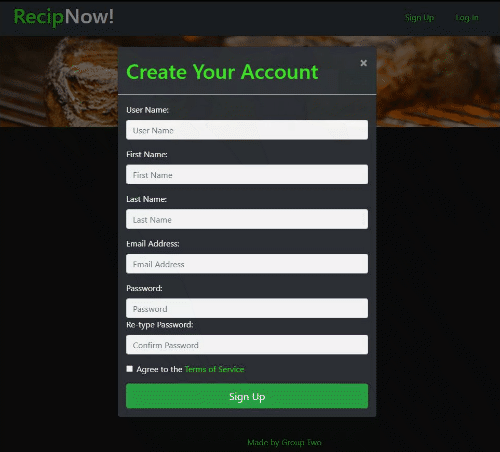 RecipNow!
Sign Up
Log In
Create Your Account
×
User Name:
User Name
First Name:
First Name
Last Name:
Last Name
Email Address:
Email Address
Password:
Password
Re-type Password:
Confirm Password
Agree to the Terms of Service
Sign Up
Made by Group Two